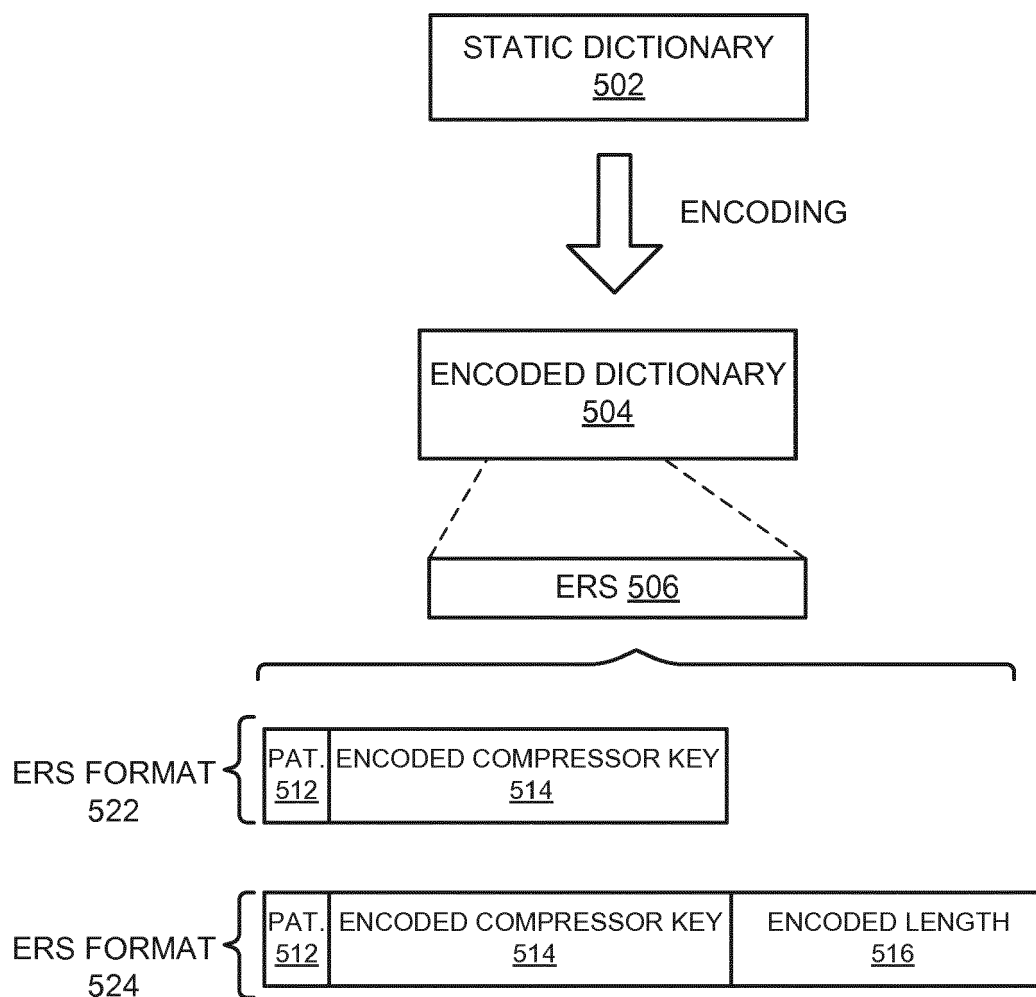 STATIC DICTIONARY
502
ENCODING
ENCODED DICTIONARY
504
ERS 506
ERS FORMAT
522
PAT.
512
ENCODED COMPRESSOR KEY
514
ERS FORMAT
524
PAT.
512
ENCODED COMPRESSOR KEY
514
ENCODED LENGTH
516